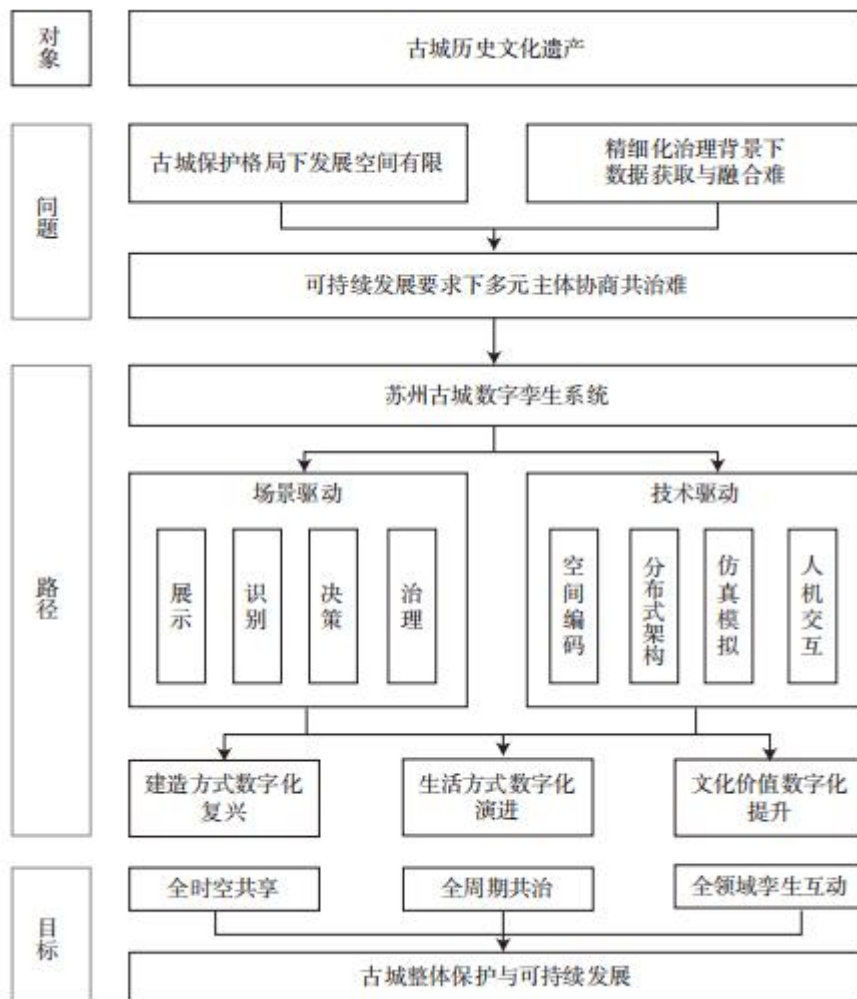 对象
古城历史文化遗产
问题
古城保护格局下发展空间有限
精细化治理背景下
数据获取与融合难
可持续发展要求下多元主体协商共治难
路径
苏州古城数字孪生系统
场景驱动
展示
识别
决策
治理
技术驱动
空间编码
分布式架构
仿真模拟
人机交互
建造方式数字化
复兴
生活方式数字化
演进
文化价值数字化
提升
目标
全时空共享
全周期共治
全领域孪生互动
古城整体保护与可持续发展